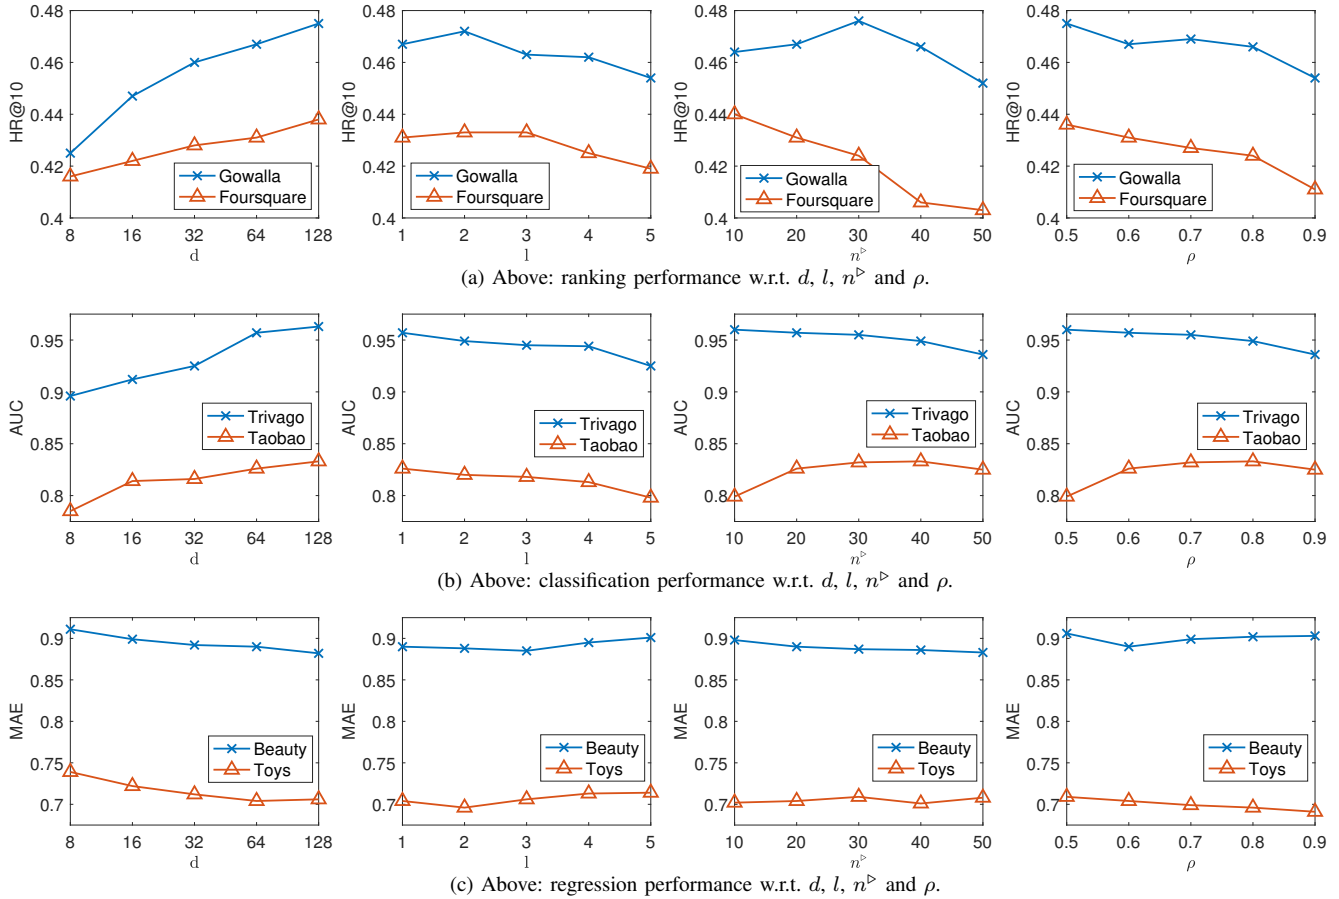 0.48 0.46 0.44 0.42 0.4
HR@10
Gowalla
Foursquare
8 16 32 64 128
d
0.48 0.46 0.44 0.42 0.4
HR@10
Gowalla
Foursquare
1 2 3 4 5
l
0.48 0.46 0.44 0.42 0.4
HR@10
Gowalla
Foursquare
10 20 30 40 50
n▷
0.48 0.46 0.44 0.42 0.4
HR@10
Gowalla
Foursquare
0.5 0.6 0.7 0.8 0.9
ρ
(a) Above: ranking performance w.r.t. d, l, n▷ and ρ.
0.95 0.9 0.85 0.8
AUC
Trivago
Taobao
8 16 32 64 128
d
0.95 0.9 0.85 0.8
AUC
Trivago
Taobao
1 2 3 4 5
l
0.95 0.9 0.85 0.8
AUC
Trivago
Taobao
10 20 30 40 50
n▷
0.95 0.9 0.85 0.8
AUC
Trivago
Taobao
0.5 0.6 0.7 0.8 0.9
ρ
(b) Above: classification performance w.r.t. d, l, n▷ and ρ.
0.9 0.85 0.8 0.75 0.7
MAE
Beauty
Toys
8 16 32 64 128
d
0.9 0.85 0.8 0.75 0.7
MAE
Beauty
Toys
1 2 3 4 5
l
0.9 0.85 0.8 0.75 0.7
MAE
Beauty
Toys
10 20 30 40 50
n▷
0.9 0.85 0.8 0.75 0.7
MAE
Beauty
Toys
0.5 0.6 0.7 0.8 0.9
ρ
(c) Above: regression performance w.r.t. d, l, n▷ and ρ.